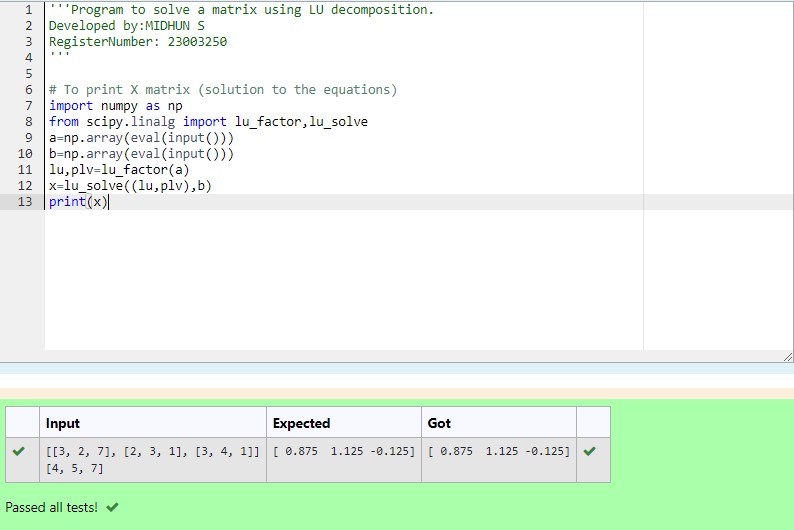 1 '''Program to solve a matrix using LU decomposition.
2 Developed by:MIDHUN S
3 RegisterNumber: 23003250
4 '''
5
6 # To print X matrix (solution to the equations)
7 import numpy as np
8 from scipy.linalg import lu_factor,lu_solve
9 a=np.array(eval(input()))
10 b=np.array(eval(input()))
11 lu,plv=lu_factor(a)
12 x=lu_solve((lu,plv),b)
13 print(x)
Input Expected Got
[[3, 2, 7], [2, 3, 1], [3, 4, 1]] [ 0.875  1.125 -0.125] [ 0.875  1.125 -0.125]
[4, 5, 7]
Passed all tests!